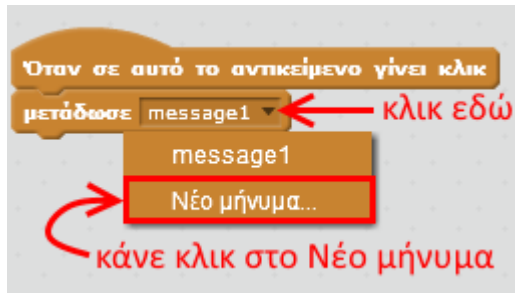 Όταν σε αυτό το αντικείμενο γίνει κλικ
μετάδωσε message1 κλικ εδώ
message1
Νέο μήνυμα...
κάνε κλικ στο Νέο μήνυμα